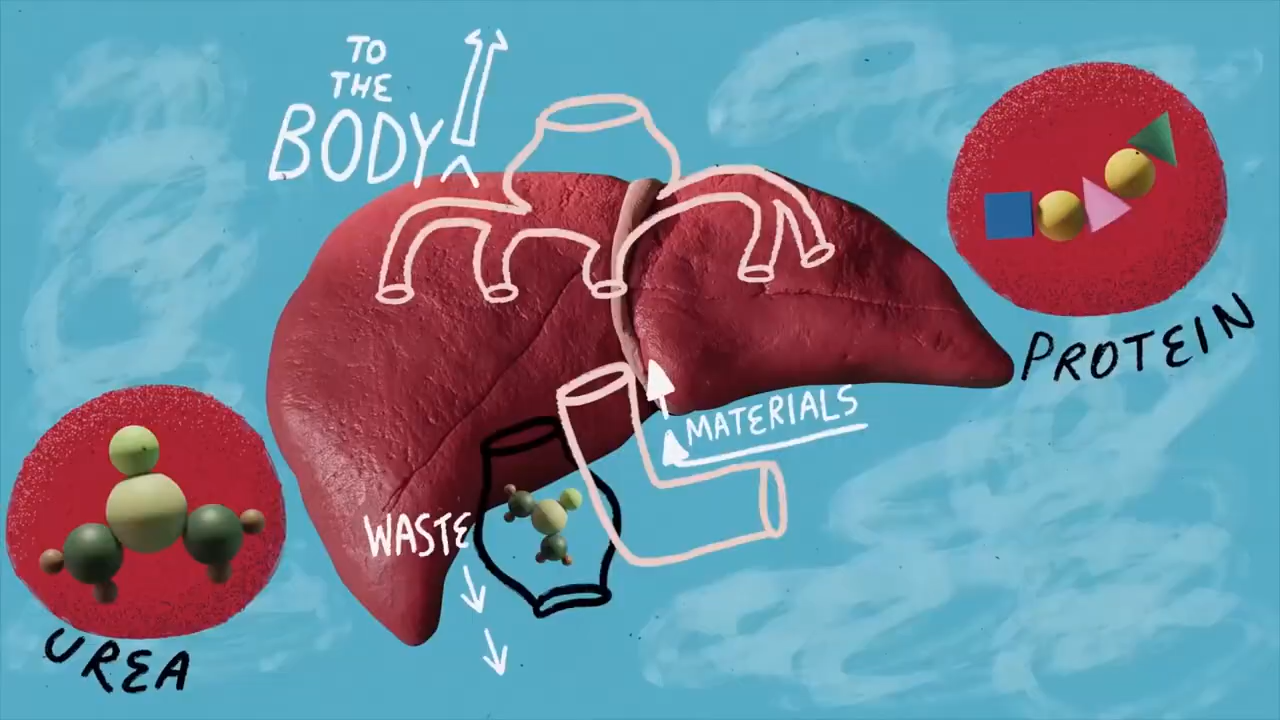 TO
THE
BODY
PROTEIN
MATERIALS
WASTE
UREA